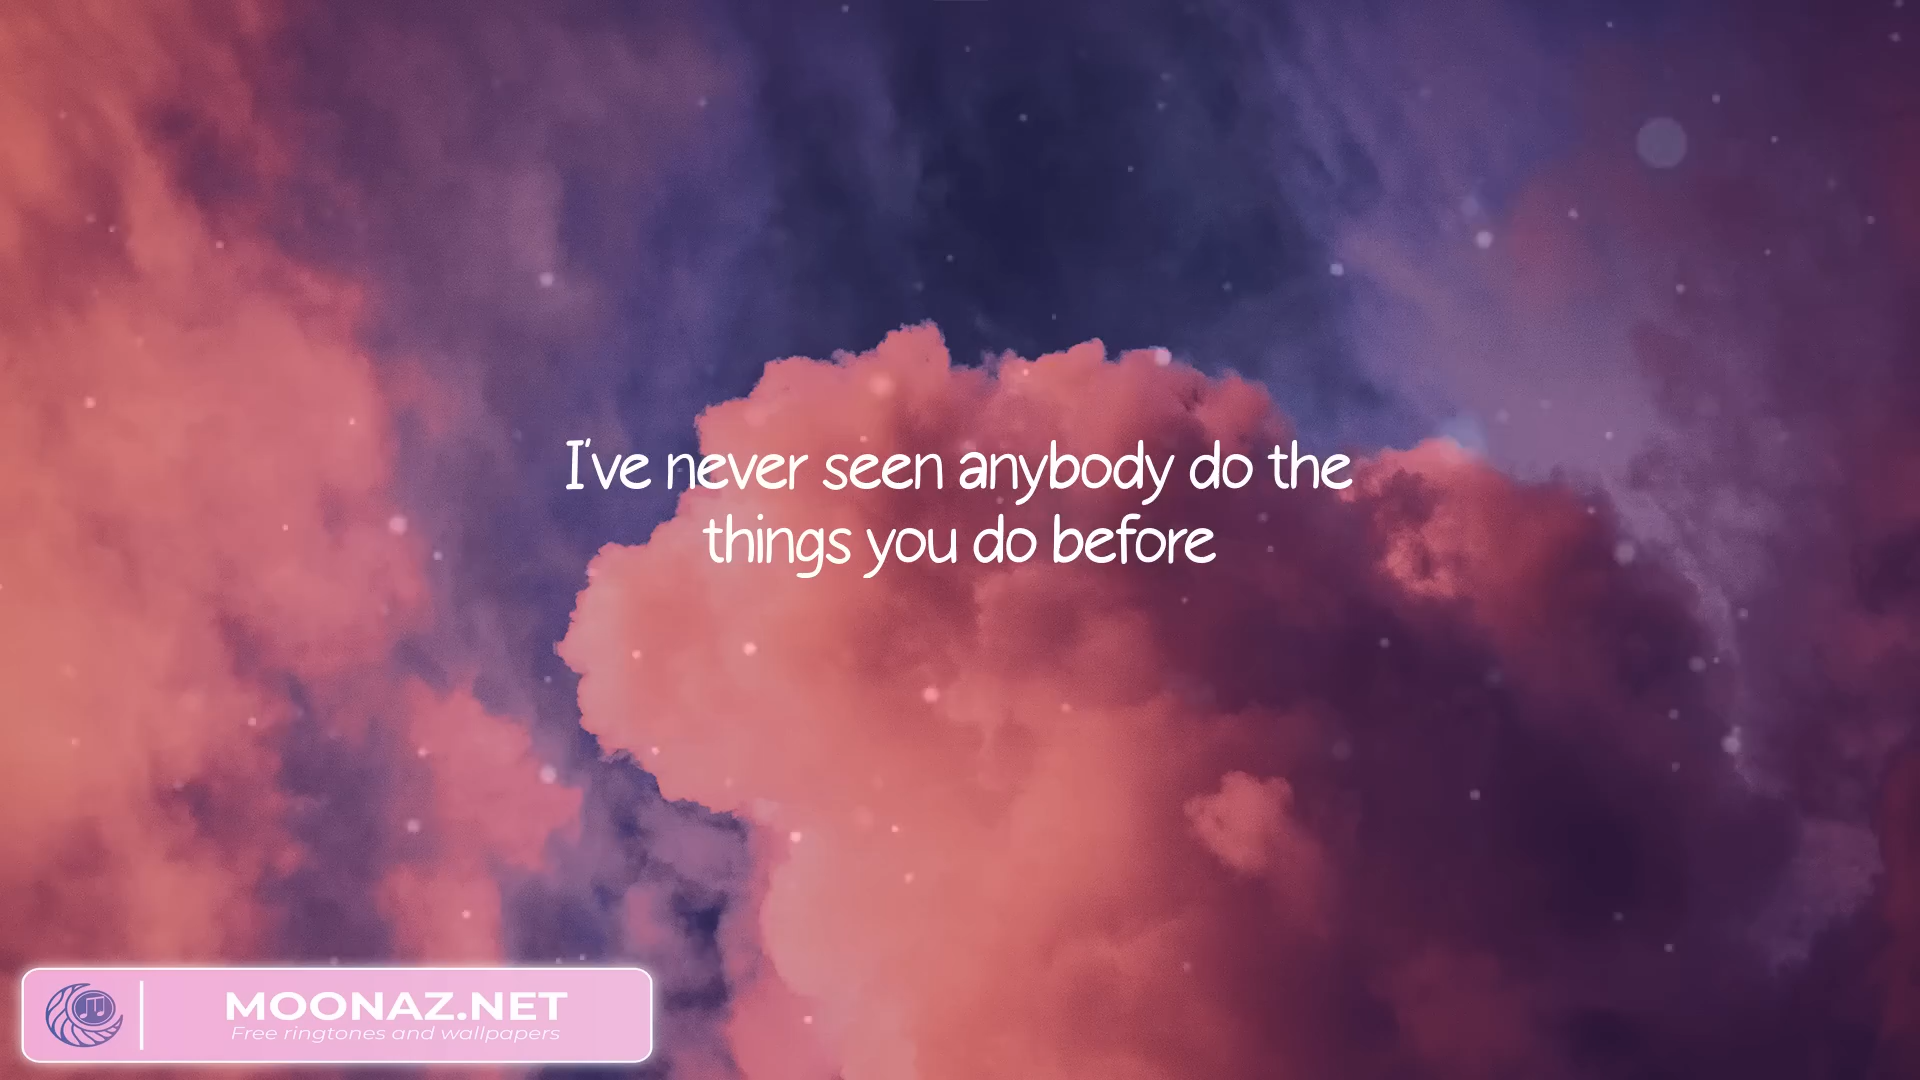 I've never seen anybody do the
things you do before
MOONAZ.NET
Free ringtones and wallpapers